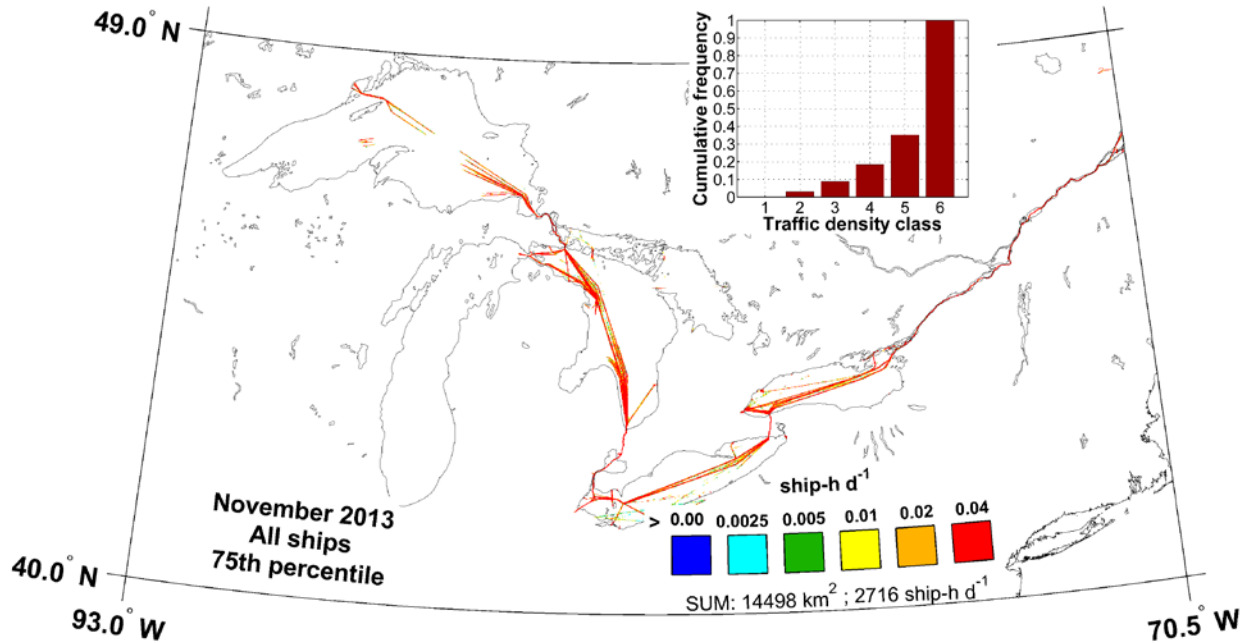 49.0° N
1
0.9
0.8
0.7
0.6
0.5
0.4
0.3
0.2
0.1
0
Cumulative frequency
1 2 3 4 5 6
Traffic density class
November 2013
All ships
75th percentile
ship-h d⁻¹
> 0.00 0.0025 0.005 0.01 0.02 0.04
SUM: 14498 km² ; 2716 ship-h d⁻¹
40.0° N
93.0° W
70.5° W